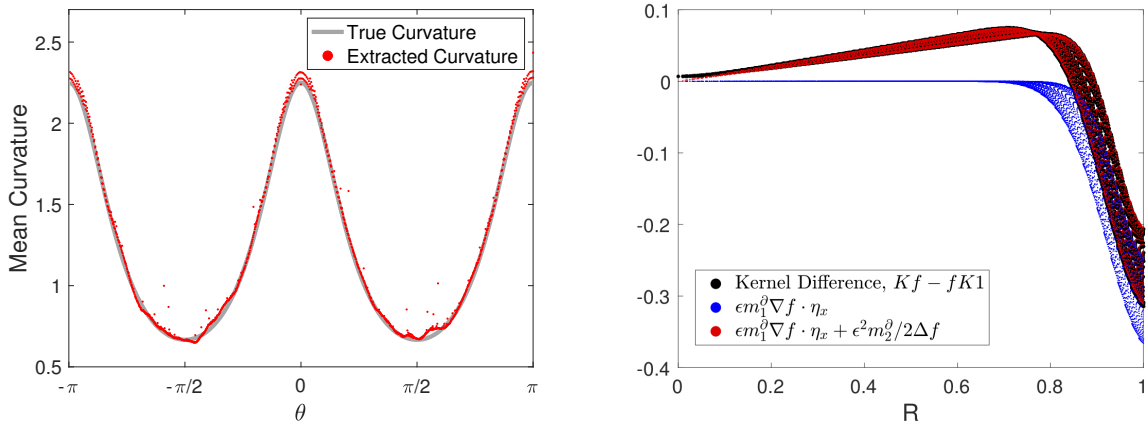 True Curvature
Extracted Curvature
Mean Curvature
2.5
2
1.5
1
0.5
-π
-π/2
0
π/2
π
θ
0.1
0
-0.1
-0.2
-0.3
-0.4
Kernel Difference, Kf − fK1
ϵm₁^∂∇f · ηₓ
ϵm₁^∂∇f · ηₓ + ϵ²m₂^∂/2Δf
0
0.2
0.4
0.6
0.8
1
R